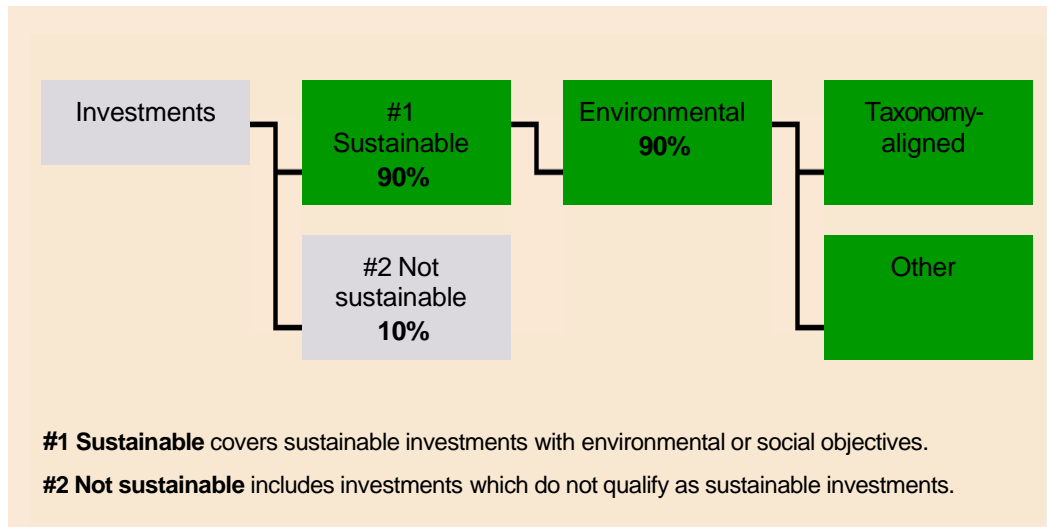 Investments
#1
Sustainable
90%
Environmental
90%
Taxonomy-
aligned
#2 Not
sustainable
10%
Other
#1 Sustainable covers sustainable investments with environmental or social objectives.
#2 Not sustainable includes investments which do not qualify as sustainable investments.